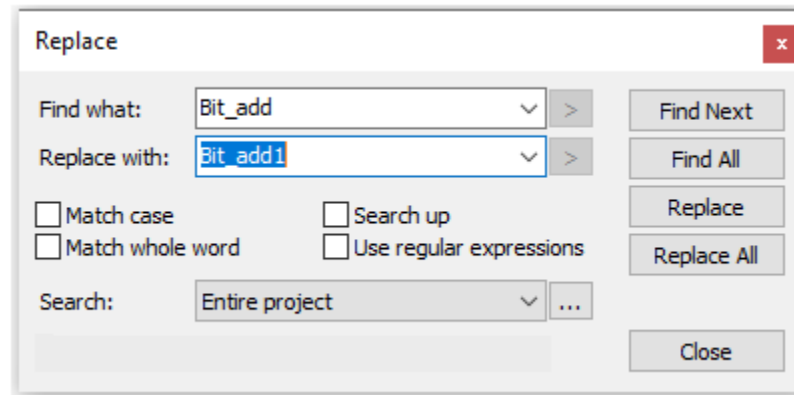 Replace
x
Find what: Bit_add > Find Next
Replace with: Bit_add1 > Find All
Match case Search up Replace
Match whole word Use regular expressions Replace All
Search: Entire project ...
Close